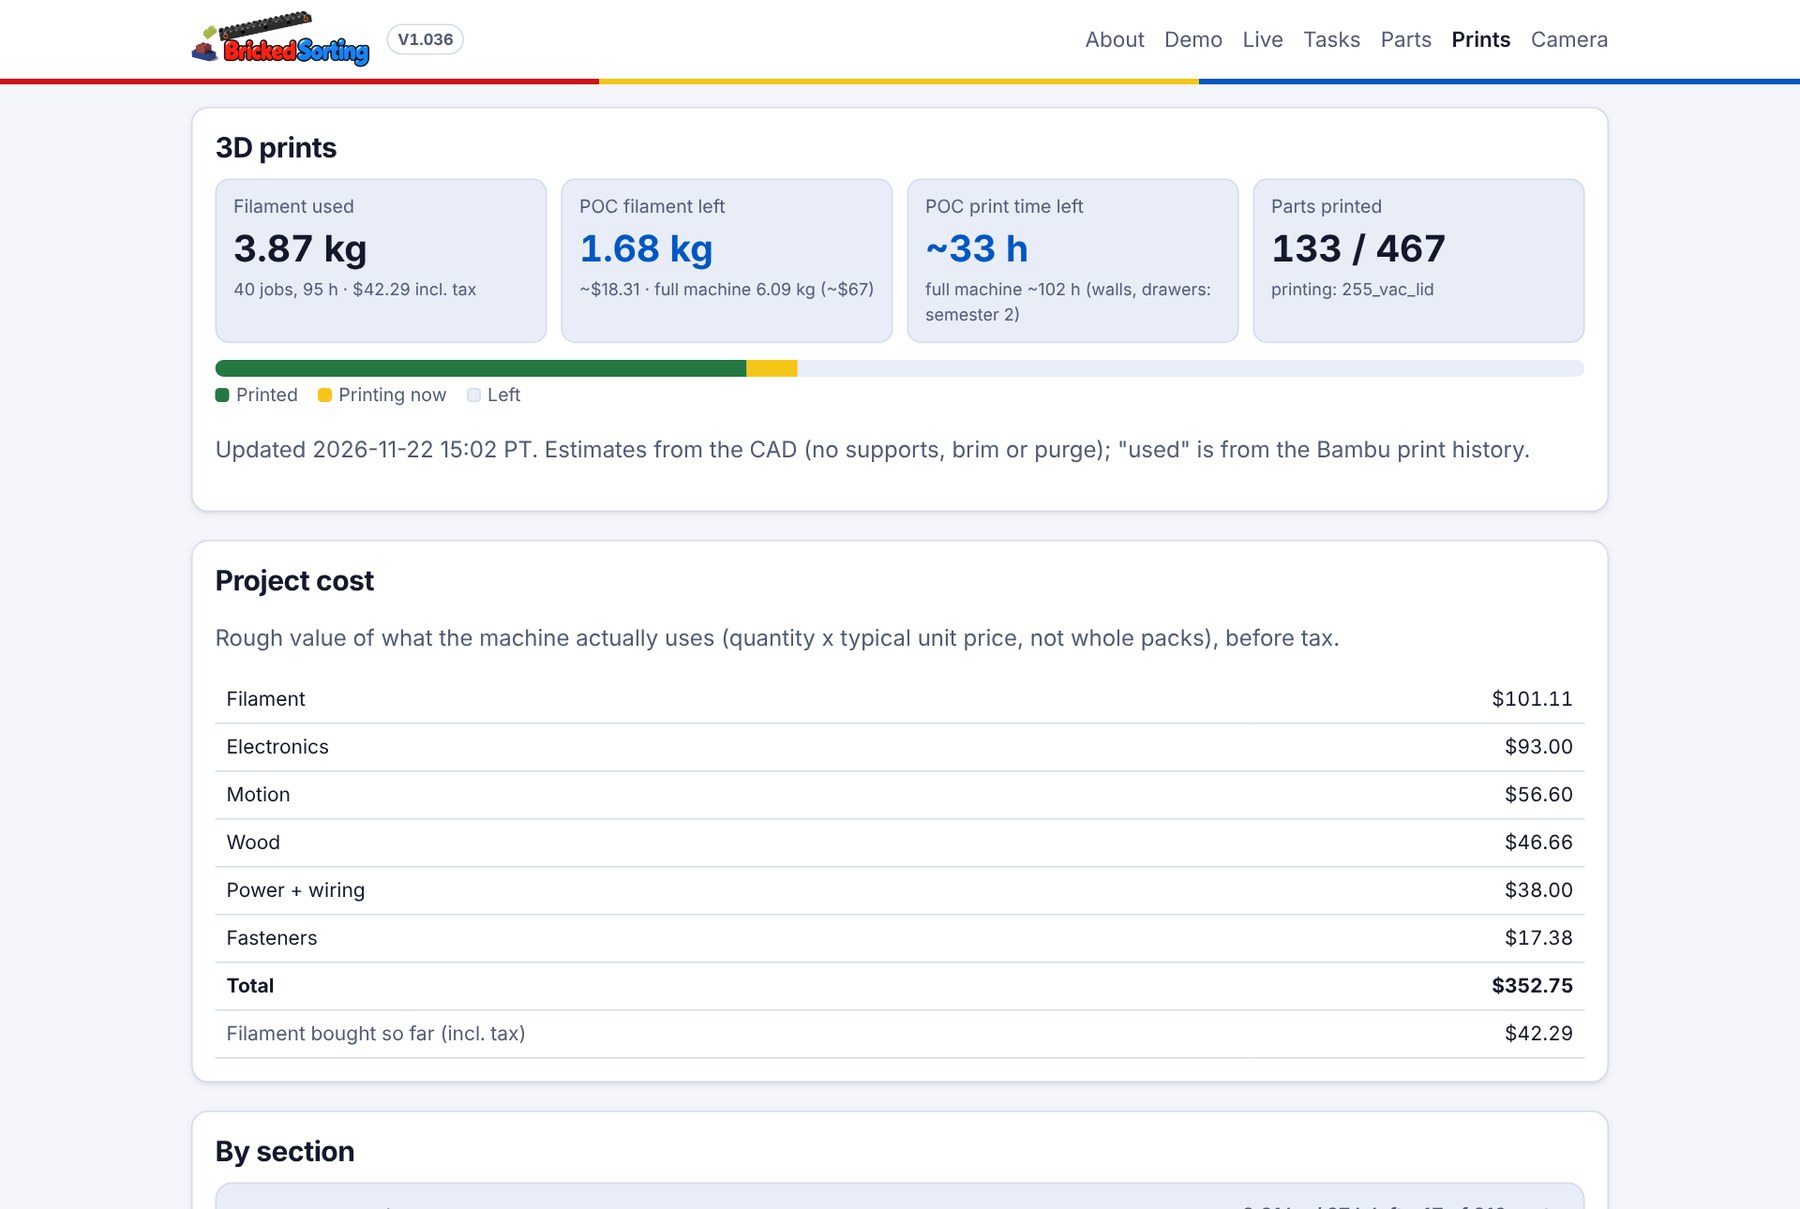 BrickedSorting
V1.036
About Demo Live Tasks Parts Prints Camera
3D prints
Filament used
3.87 kg
40 jobs, 95 h · $42.29 incl. tax
POC filament left
1.68 kg
~$18.31 · full machine 6.09 kg (~$67)
POC print time left
~33 h
full machine ~102 h (walls, drawers:
semester 2)
Parts printed
133 / 467
printing: 255_vac_lid
Printed Printing now Left
Updated 2026-11-22 15:02 PT. Estimates from the CAD (no supports, brim or purge); "used" is from the Bambu print history.
Project cost
Rough value of what the machine actually uses (quantity x typical unit price, not whole packs), before tax.
Filament $101.11
Electronics $93.00
Motion $56.60
Wood $46.66
Power + wiring $38.00
Fasteners $17.38
Total $352.75
Filament bought so far (incl. tax) $42.29
By section